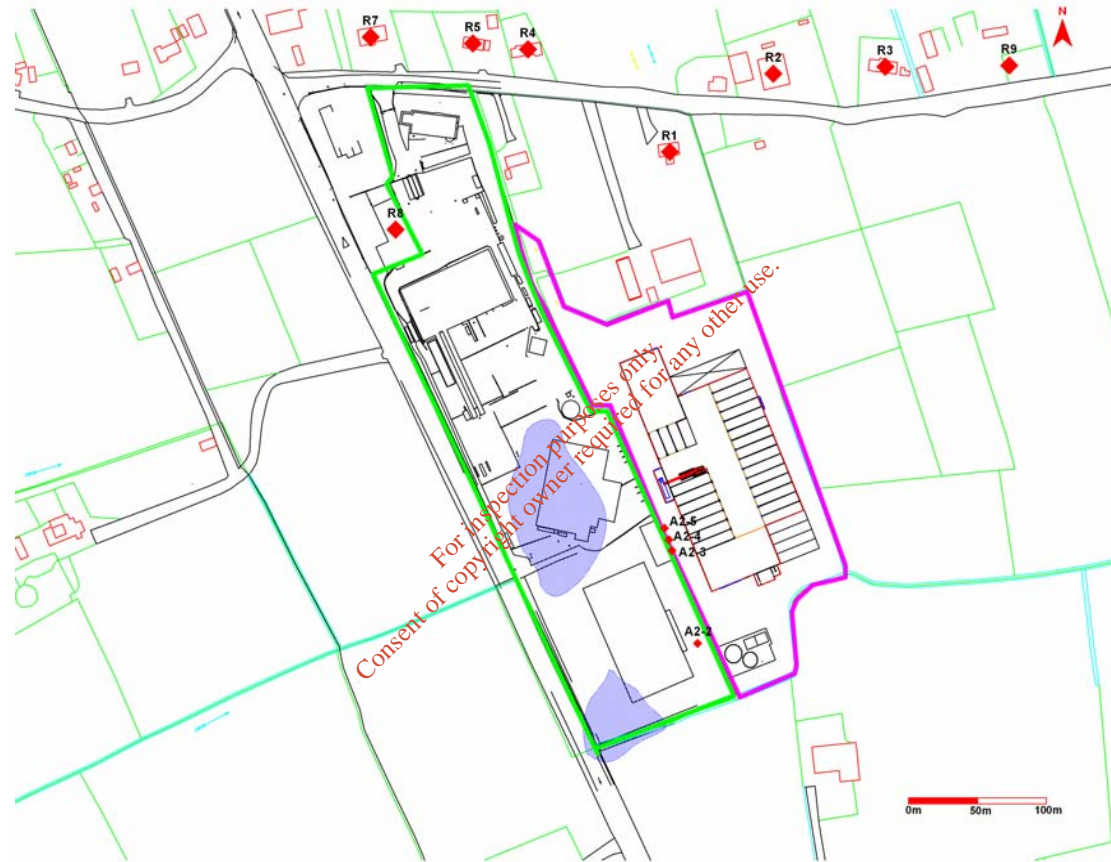 N
R7
R5
R4
R2
R3
R9
R1
R8
For inspection purposes only.
Consent of copyright owner required for any other use.
A2-5
A2-4
A2-3
A2-2
0m 50m 100m